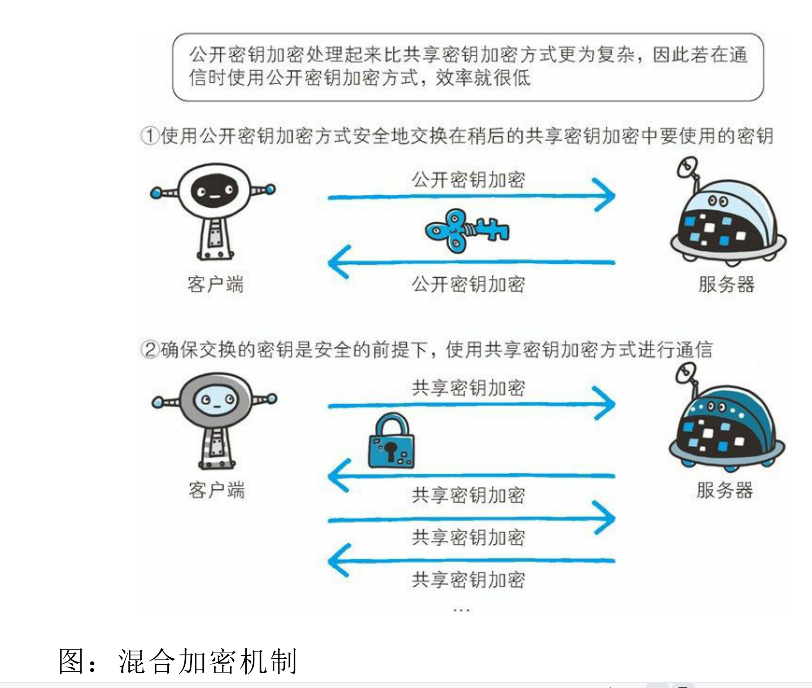 公开密钥加密处理起来比共享密钥加密方式更为复杂，因此若在通
信时使用公开密钥加密方式，效率就很低
①使用公开密钥加密方式安全地交换在稍后的共享密钥加密中要使用的密钥
公开密钥加密
客户端
公开密钥加密
服务器
②确保交换的密钥是安全的前提下，使用共享密钥加密方式进行通信
共享密钥加密
客户端
共享密钥加密
服务器
共享密钥加密
共享密钥加密
…
图：混合加密机制